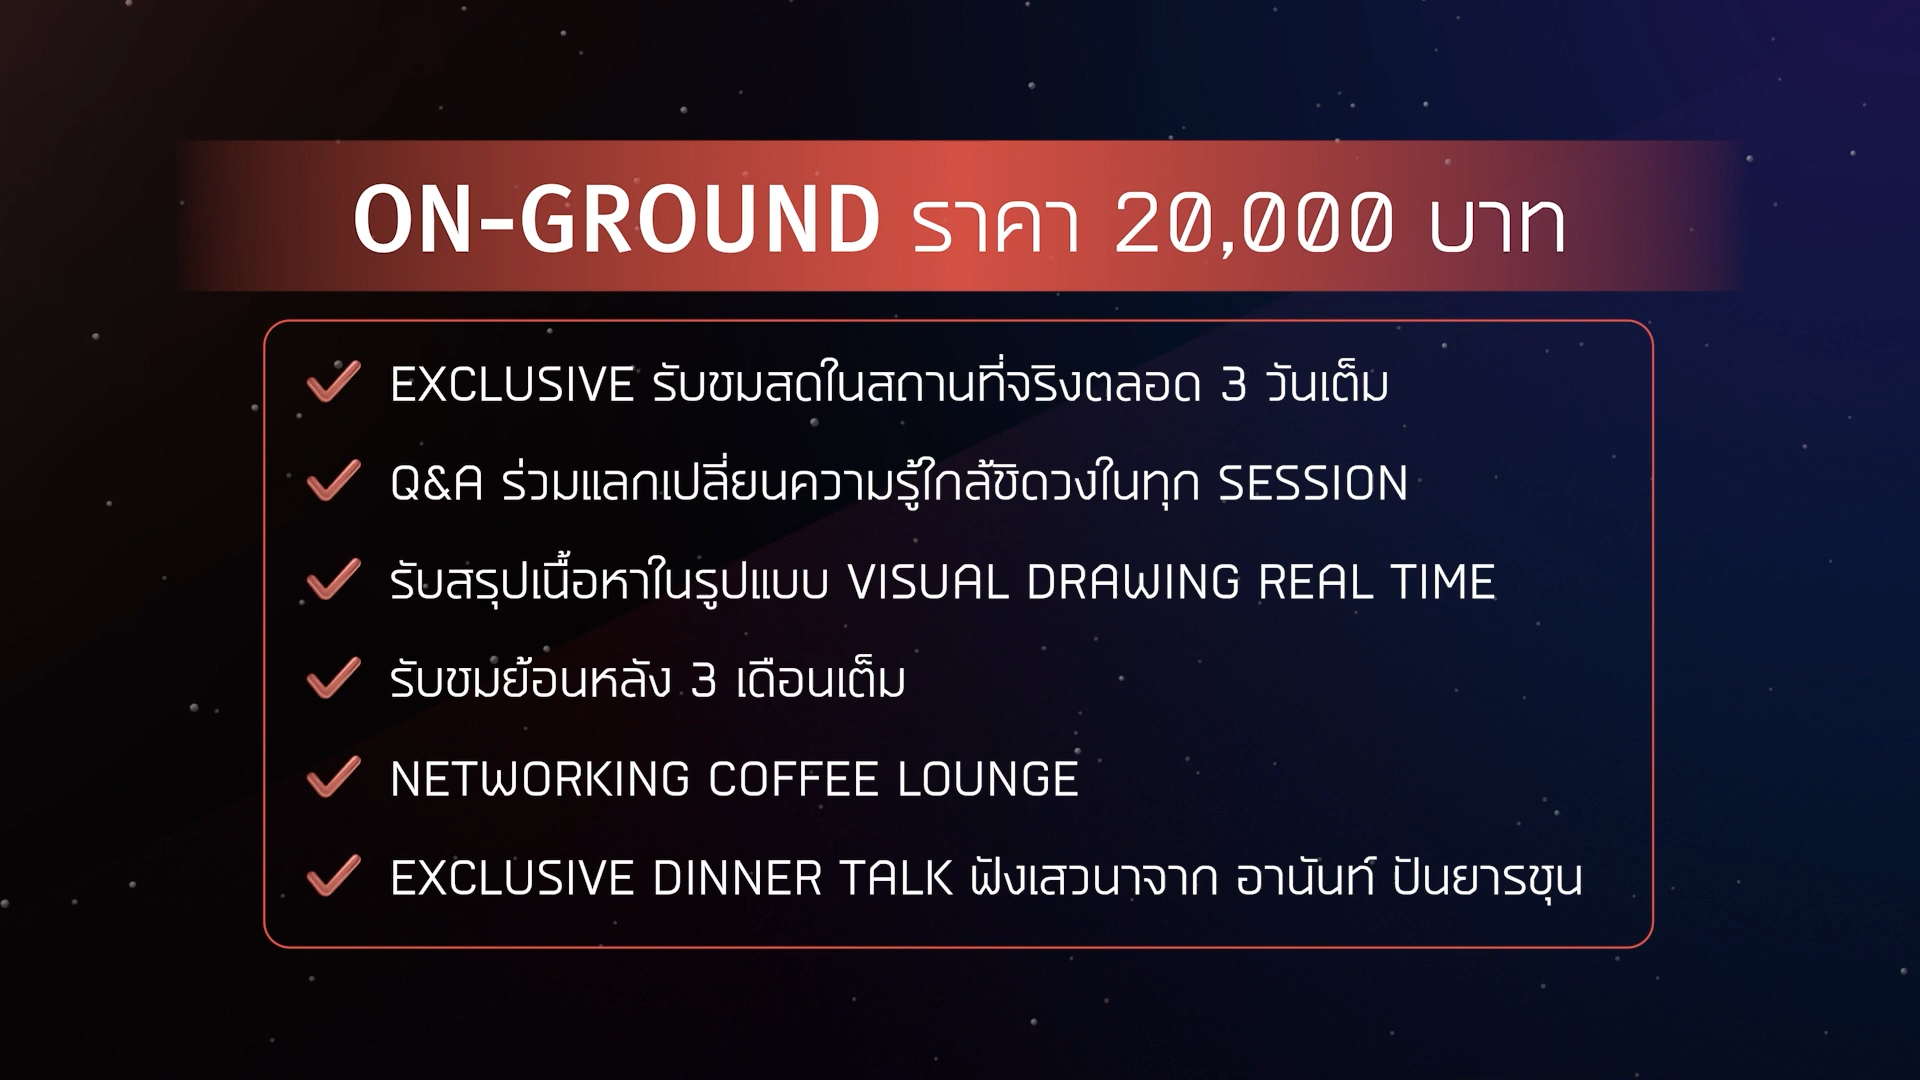 ON-GROUND ราคา 20,000 บาท
EXCLUSIVE รับชมสดในสถานที่จริงตลอด 3 วันเต็ม
Q&A ร่วมแลกเปลี่ยนความรู้ใกล้ชิดวงในทุก SESSION
รับสรุปเนื้อหาในรูปแบบ VISUAL DRAWING REAL TIME
รับชมย้อนหลัง 3 เดือนเต็ม
NETWORKING COFFEE LOUNGE
EXCLUSIVE DINNER TALK ฟังเสวนาจาก อานันท์ ปันยารชุน